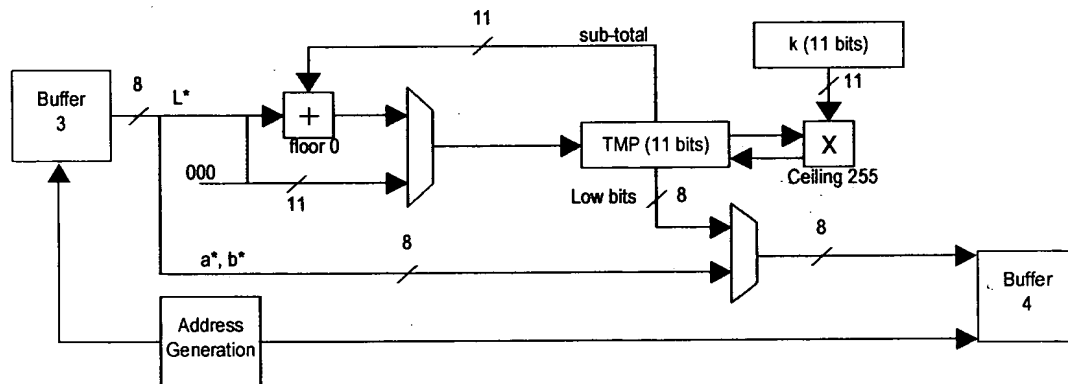 11
sub-total
k (11 bits)
11
8
L*
Buffer
3
+
floor 0
TMP (11 bits)
X
Ceiling 255
000
11
Low bits
8
8
a*, b*
8
Buffer
4
Address
Generation